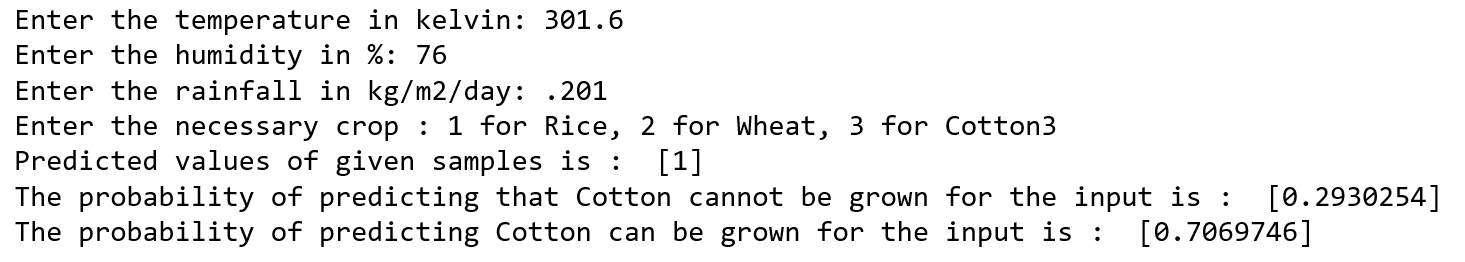 Enter the temperature in kelvin: 301.6
Enter the humidity in %: 76
Enter the rainfall in kg/m2/day: .201
Enter the necessary crop : 1 for Rice, 2 for Wheat, 3 for Cotton3
Predicted values of given samples is :  [1]
The probability of predicting that Cotton cannot be grown for the input is :  [0.2930254]
The probability of predicting Cotton can be grown for the input is :  [0.7069746]